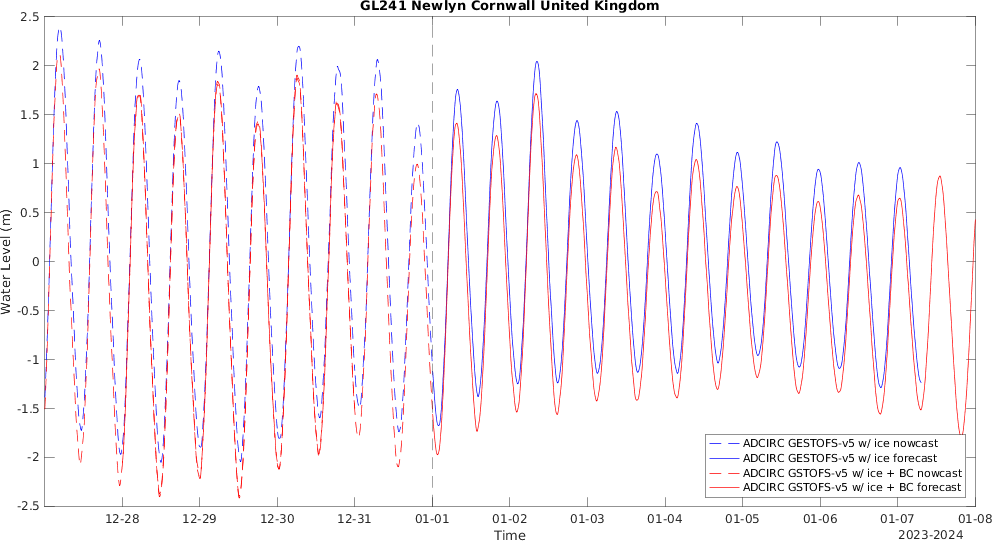 GL241 Newlyn Cornwall United Kingdom
2.5
2
1.5
1
0.5
0
-0.5
-1
-1.5
-2
-2.5
Water Level (m)
ADCIRC GESTOFS-v5 w/ ice nowcast
ADCIRC GESTOFS-v5 w/ ice forecast
ADCIRC GSTOFS-v5 w/ ice + BC nowcast
ADCIRC GSTOFS-v5 w/ ice + BC forecast
12-28 12-29 12-30 12-31 01-01 01-02 01-03 01-04 01-05 01-06 01-07 01-08
Time
2023-2024